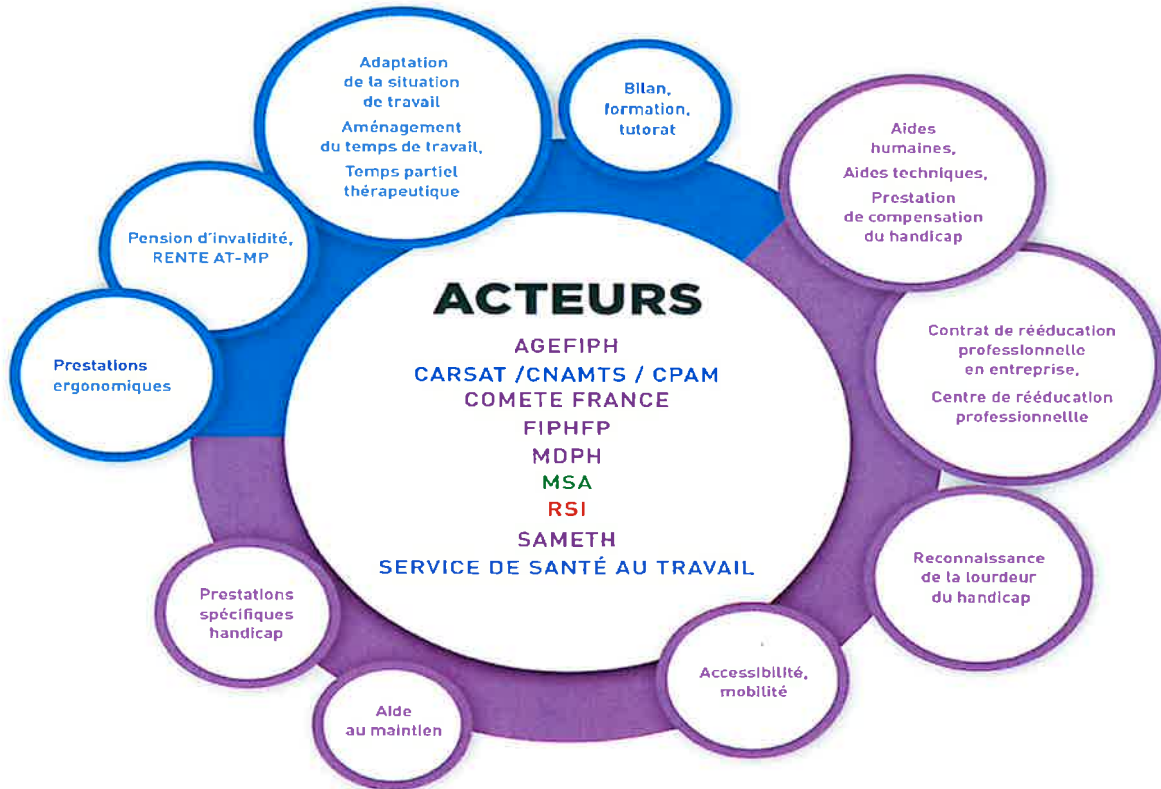 Adaptation
de la situation
de travail
Aménagement
du temps de travail,
Temps partiel
thérapeutique
Bilan,
formation,
tutorat
Aides
humaines,
Aides techniques,
Prestation
de compensation
du handicap
Pension d'invalidité,
RENTE AT-MP
Prestations
ergonomiques
ACTEURS
AGEFIPH
CARSAT /CNAMTS / CPAM
COMETE FRANCE
FIPHFP
MDPH
MSA
RSI
SAMETH
SERVICE DE SANTÉ AU TRAVAIL
Contrat de rééducation
professionnelle
en entreprise,
Centre de rééducation
professionnellle
Reconnaissance
de la lourdeur
du handicap
Prestations
spécifiques
handicap
Accessibilité,
mobilité
Aide
au maintien